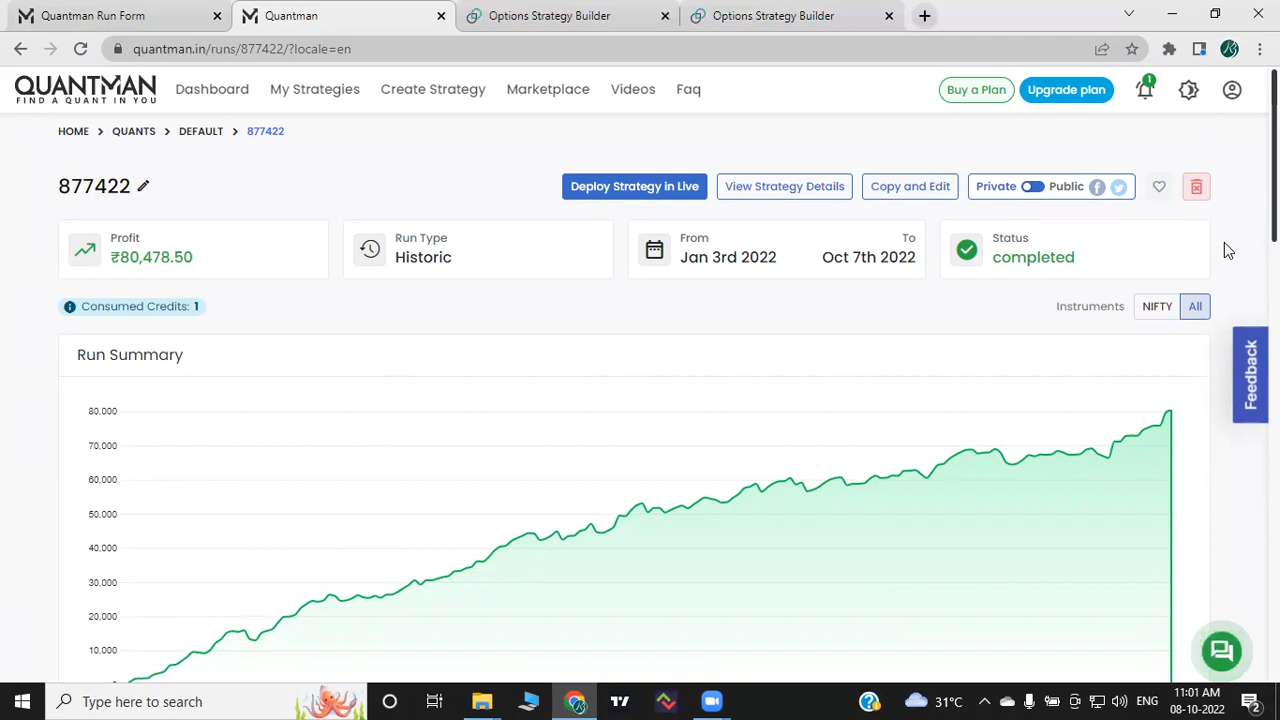 Quantman Run Form
Quantman
Options Strategy Builder
Options Strategy Builder
quantman.in/runs/877422/?locale=en
QUANTMAN
FIND A QUANT IN YOU
Dashboard
My Strategies
Create Strategy
Marketplace
Videos
Faq
Buy a Plan
Upgrade plan
1
HOME > QUANTS > DEFAULT > 877422
877422
Deploy Strategy in Live
View Strategy Details
Copy and Edit
Private
Public
Profit
₹80,478.50
Run Type
Historic
From
To
Jan 3rd 2022
Oct 7th 2022
Status
completed
Consumed Credits: 1
Instruments
NIFTY
All
Run Summary
80,000
70,000
60,000
50,000
40,000
30,000
20,000
10,000
Feedback
Type here to search
31°C
ENG
11:01 AM
08-10-2022
2